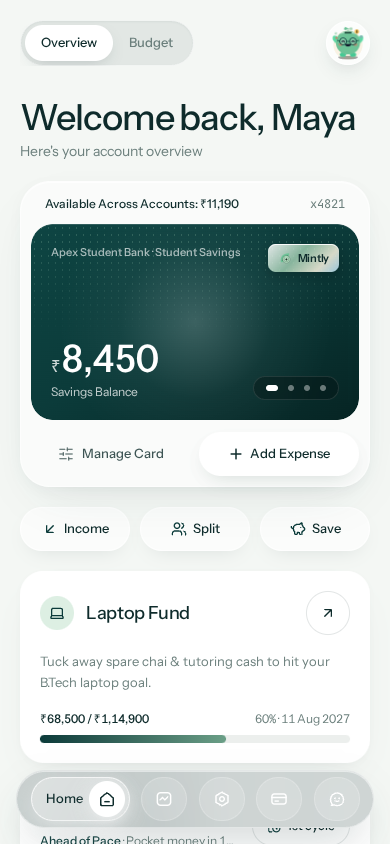 Overview
Budget
Welcome back, Maya
Here's your account overview
Available Across Accounts: ₹11,190
x4821
Apex Student Bank · Student Savings
Mintly
₹8,450
Savings Balance
Manage Card
Add Expense
Income
Split
Save
Laptop Fund
Tuck away spare chai & tutoring cash to hit your
B.Tech laptop goal.
₹68,500 / ₹1,14,900
60% · 11 Aug 2027
Home
Ahead of Pace · Pocket money in 1...